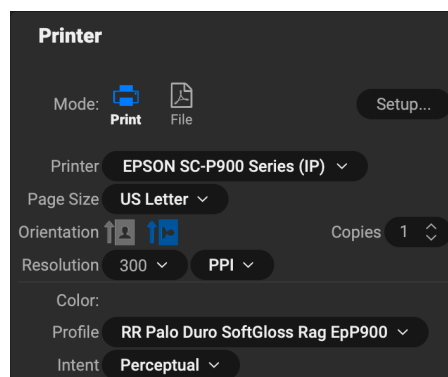 Printer
Mode: Print File Setup...
Printer EPSON SC-P900 Series (IP)
Page Size US Letter
Orientation Copies 1
Resolution 300 PPI
Color:
Profile RR Palo Duro SoftGloss Rag EpP900
Intent Perceptual